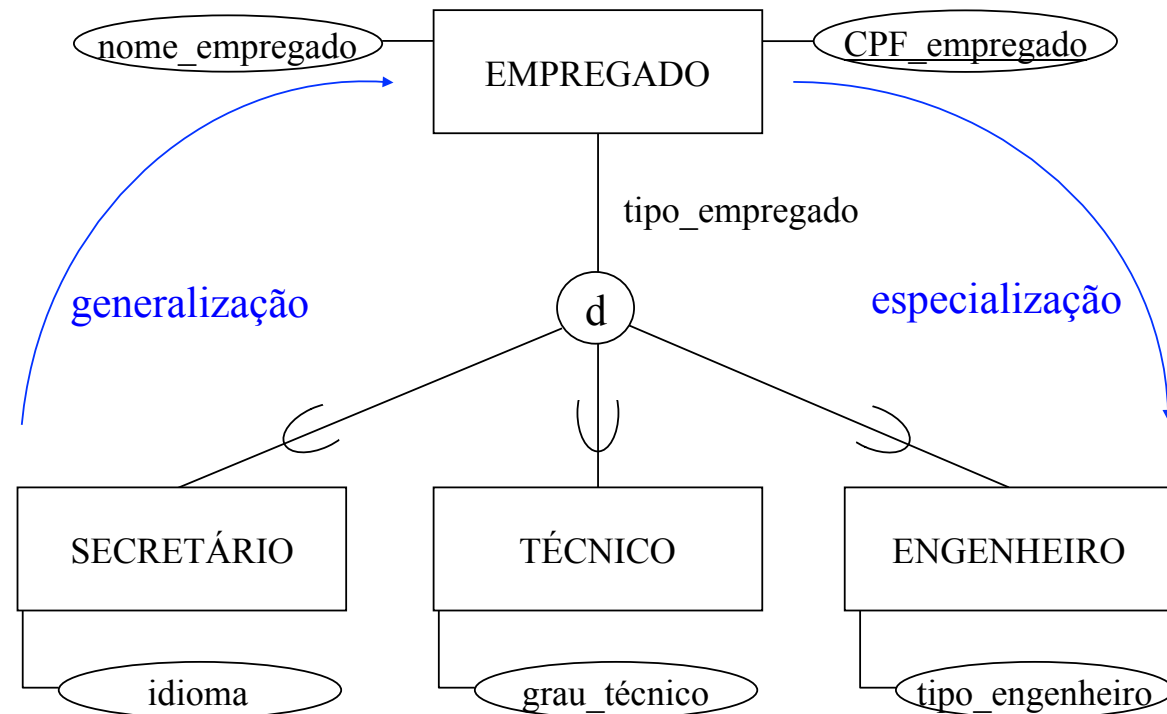 nome_empregado
EMPREGADO
CPF_empregado
tipo_empregado
generalização
d
especialização
SECRETÁRIO
TÉCNICO
ENGENHEIRO
idioma
grau_técnico
tipo_engenheiro